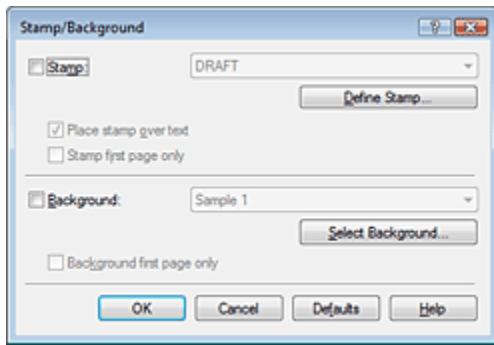 Stamp/Background
Stamp: DRAFT
Define Stamp...
Place stamp over text
Stamp first page only
Background: Sample 1
Select Background...
Background first page only
OK Cancel Defaults Help